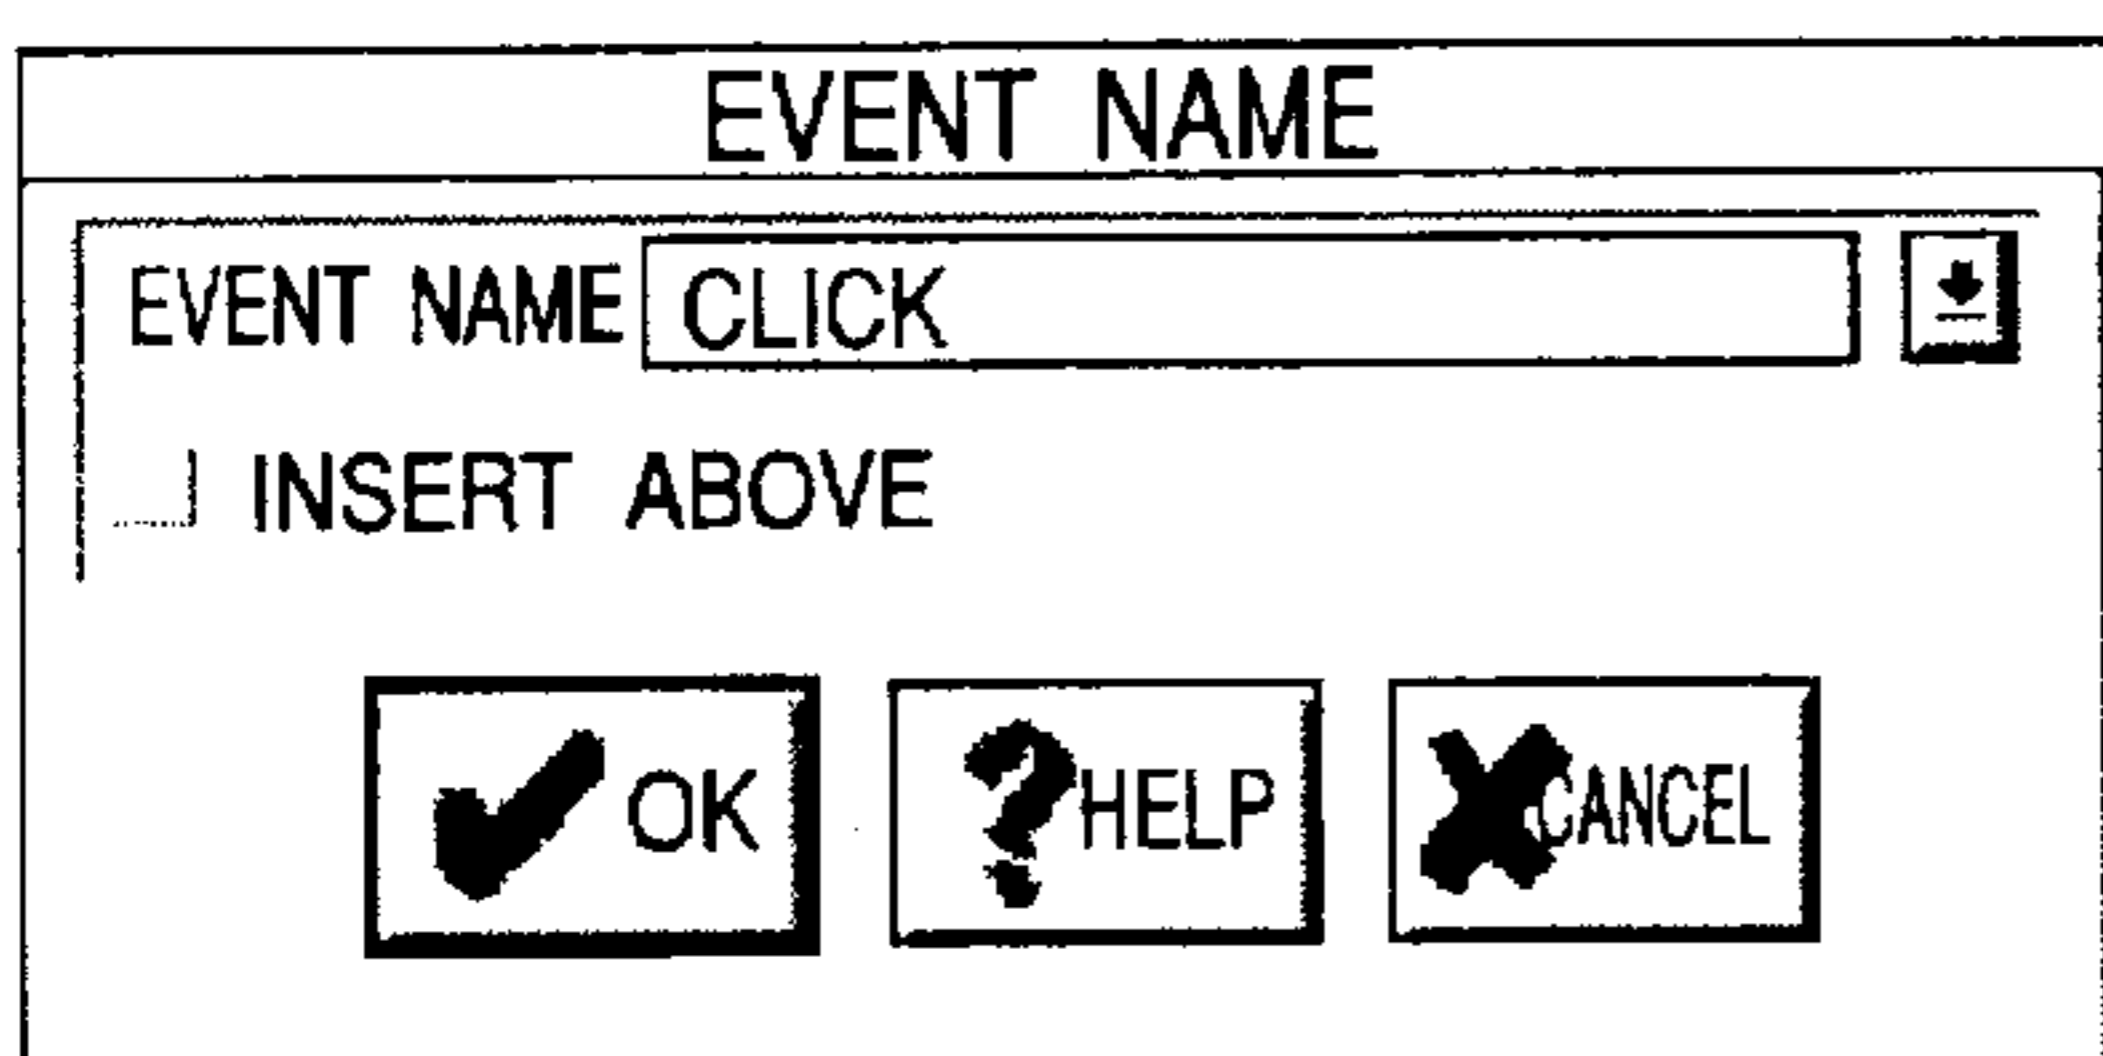 EVENT NAME
EVENT NAME CLICK
INSERT ABOVE
OK HELP CANCEL